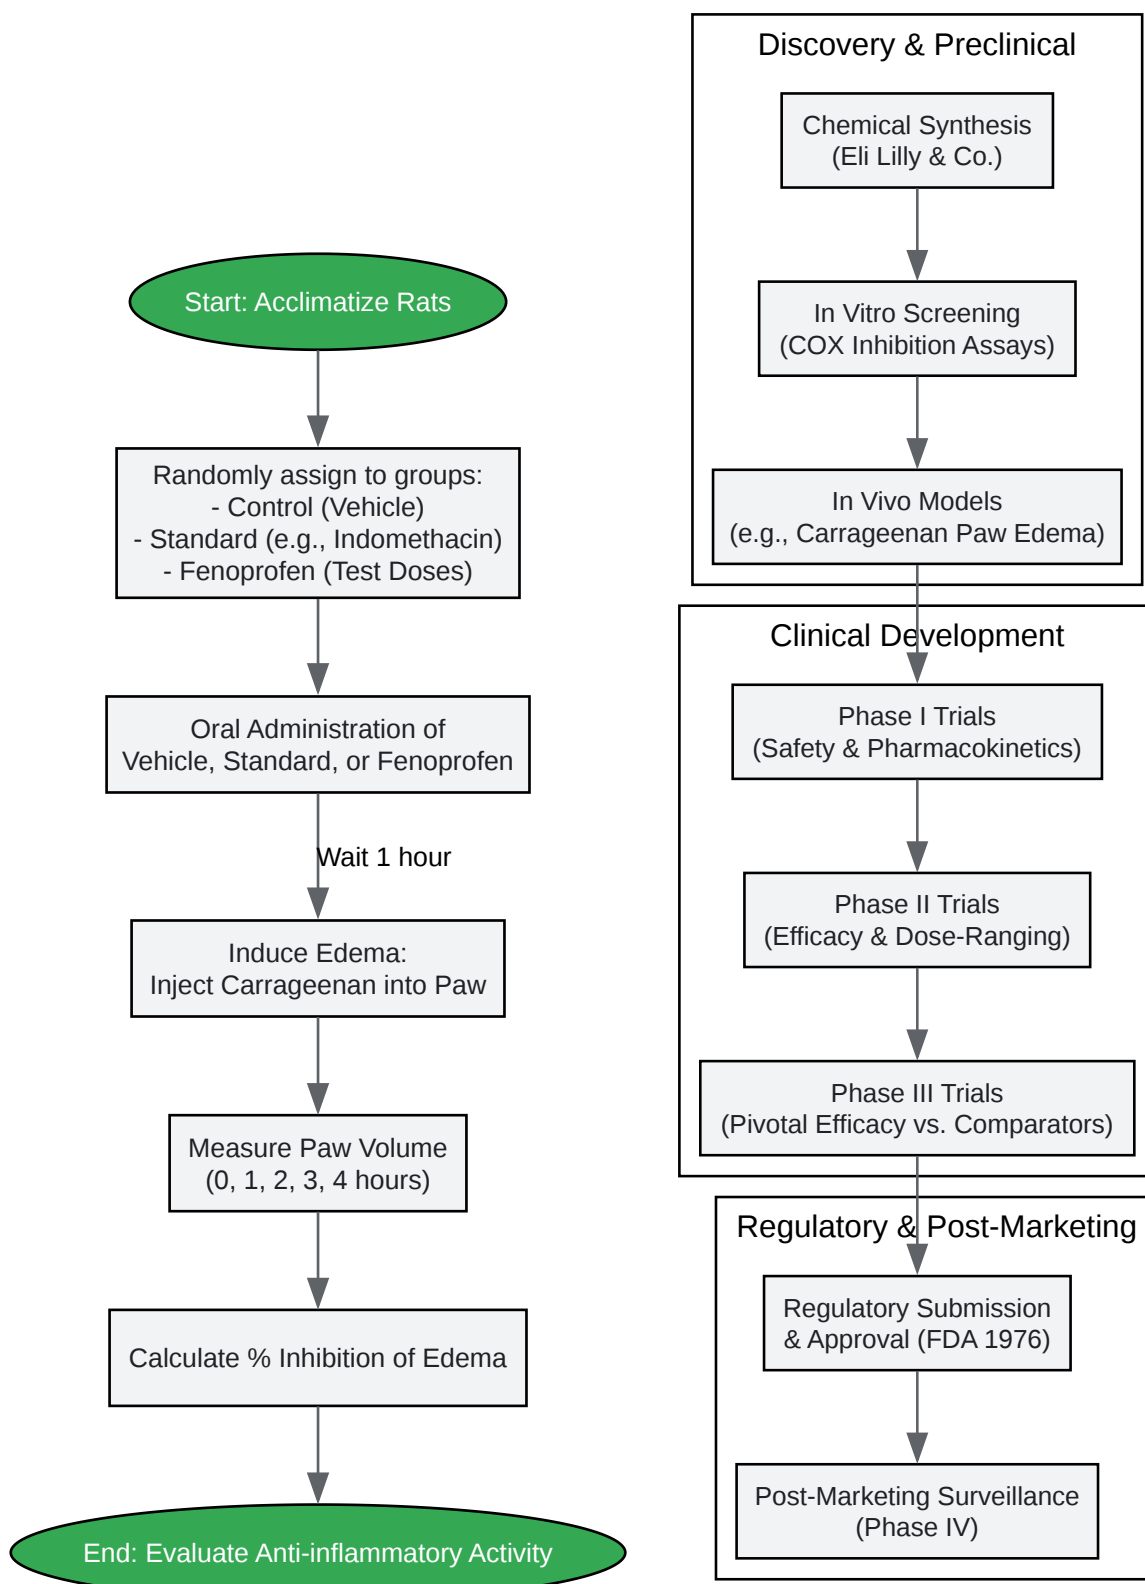 Start: Acclimatize Rats
Randomly assign to groups:
- Control (Vehicle)
- Standard (e.g., Indomethacin)
- Fenoprofen (Test Doses)
Oral Administration of
Vehicle, Standard, or Fenoprofen
Wait 1 hour
Induce Edema:
Inject Carrageenan into Paw
Measure Paw Volume
(0, 1, 2, 3, 4 hours)
Calculate % Inhibition of Edema
End: Evaluate Anti-inflammatory Activity
Discovery & Preclinical
Chemical Synthesis
(Eli Lilly & Co.)
In Vitro Screening
(COX Inhibition Assays)
In Vivo Models
(e.g., Carrageenan Paw Edema)
Clinical Development
Phase I Trials
(Safety & Pharmacokinetics)
Phase II Trials
(Efficacy & Dose-Ranging)
Phase III Trials
(Pivotal Efficacy vs. Comparators)
Regulatory & Post-Marketing
Regulatory Submission
& Approval (FDA 1976)
Post-Marketing Surveillance
(Phase IV)